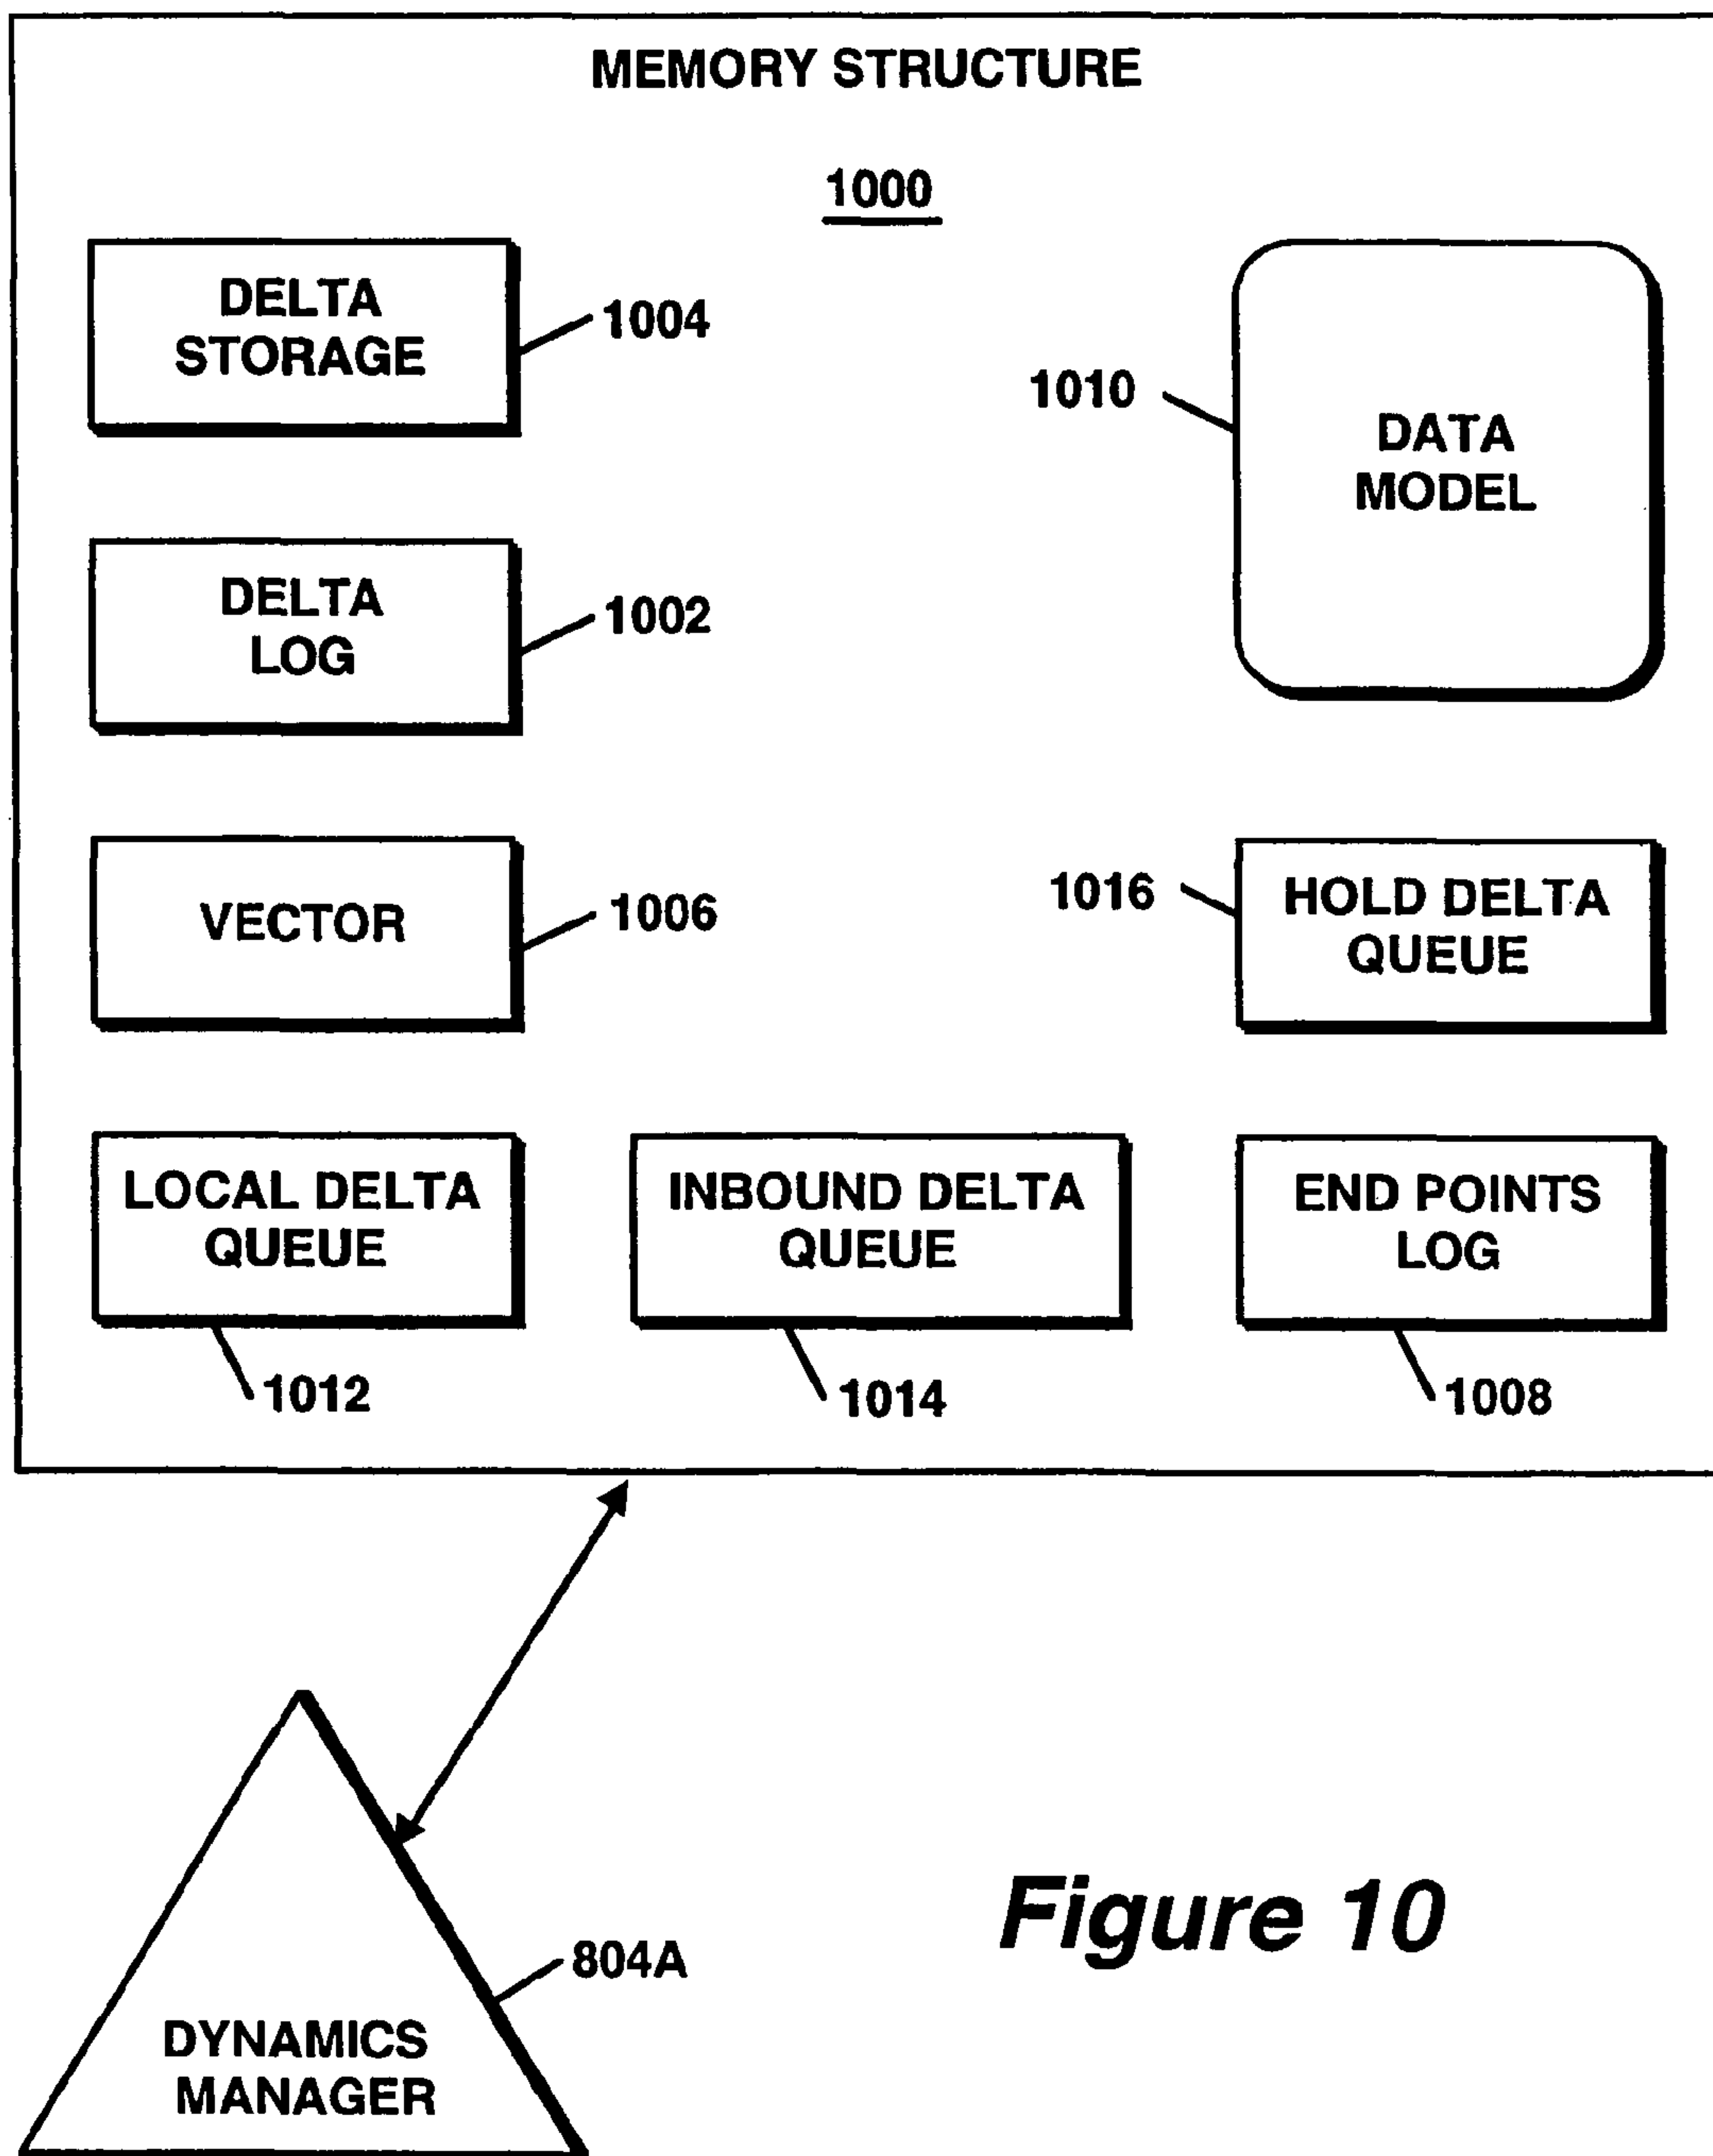 MEMORY STRUCTURE
1000
DELTA
STORAGE
1004
1010
DATA
MODEL
DELTA
LOG
1002
VECTOR
1006
1016
HOLD DELTA
QUEUE
LOCAL DELTA
QUEUE
1012
INBOUND DELTA
QUEUE
1014
END POINTS
LOG
1008
804A
DYNAMICS
MANAGER
Figure 10